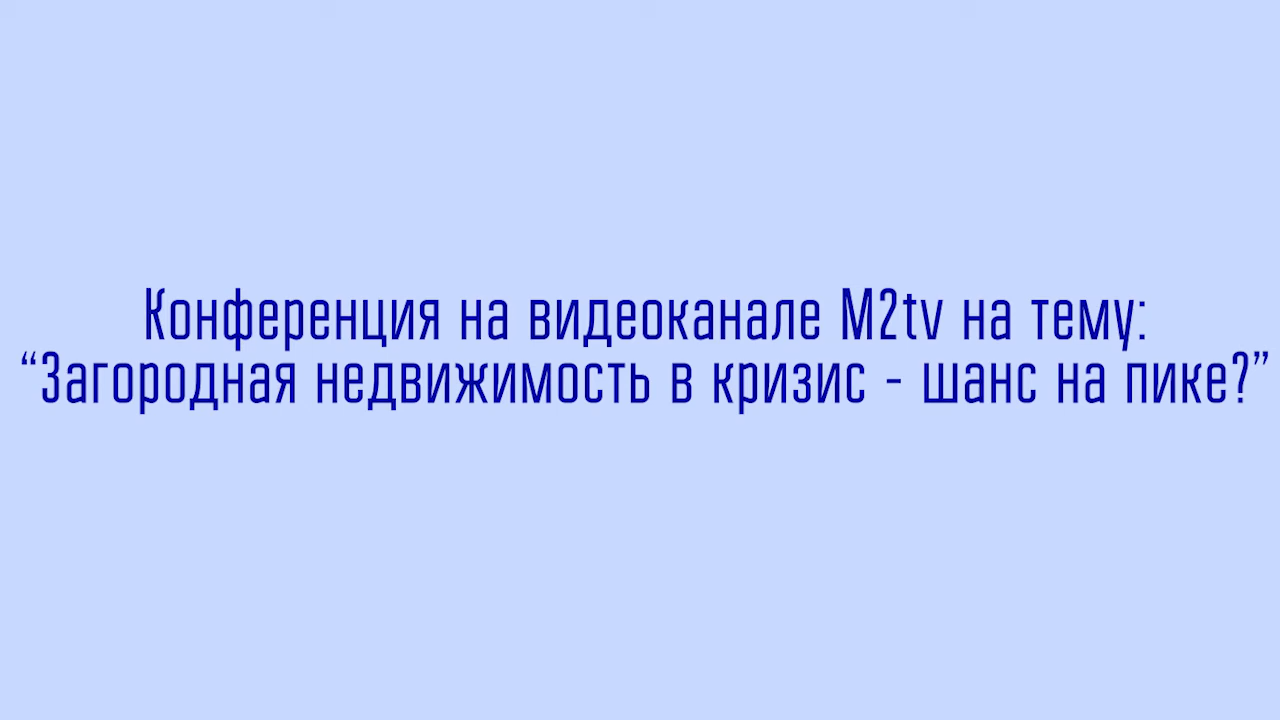 Конференция на видеоканале M2tv на тему:
“Загородная недвижимость в кризис - шанс на пике?”